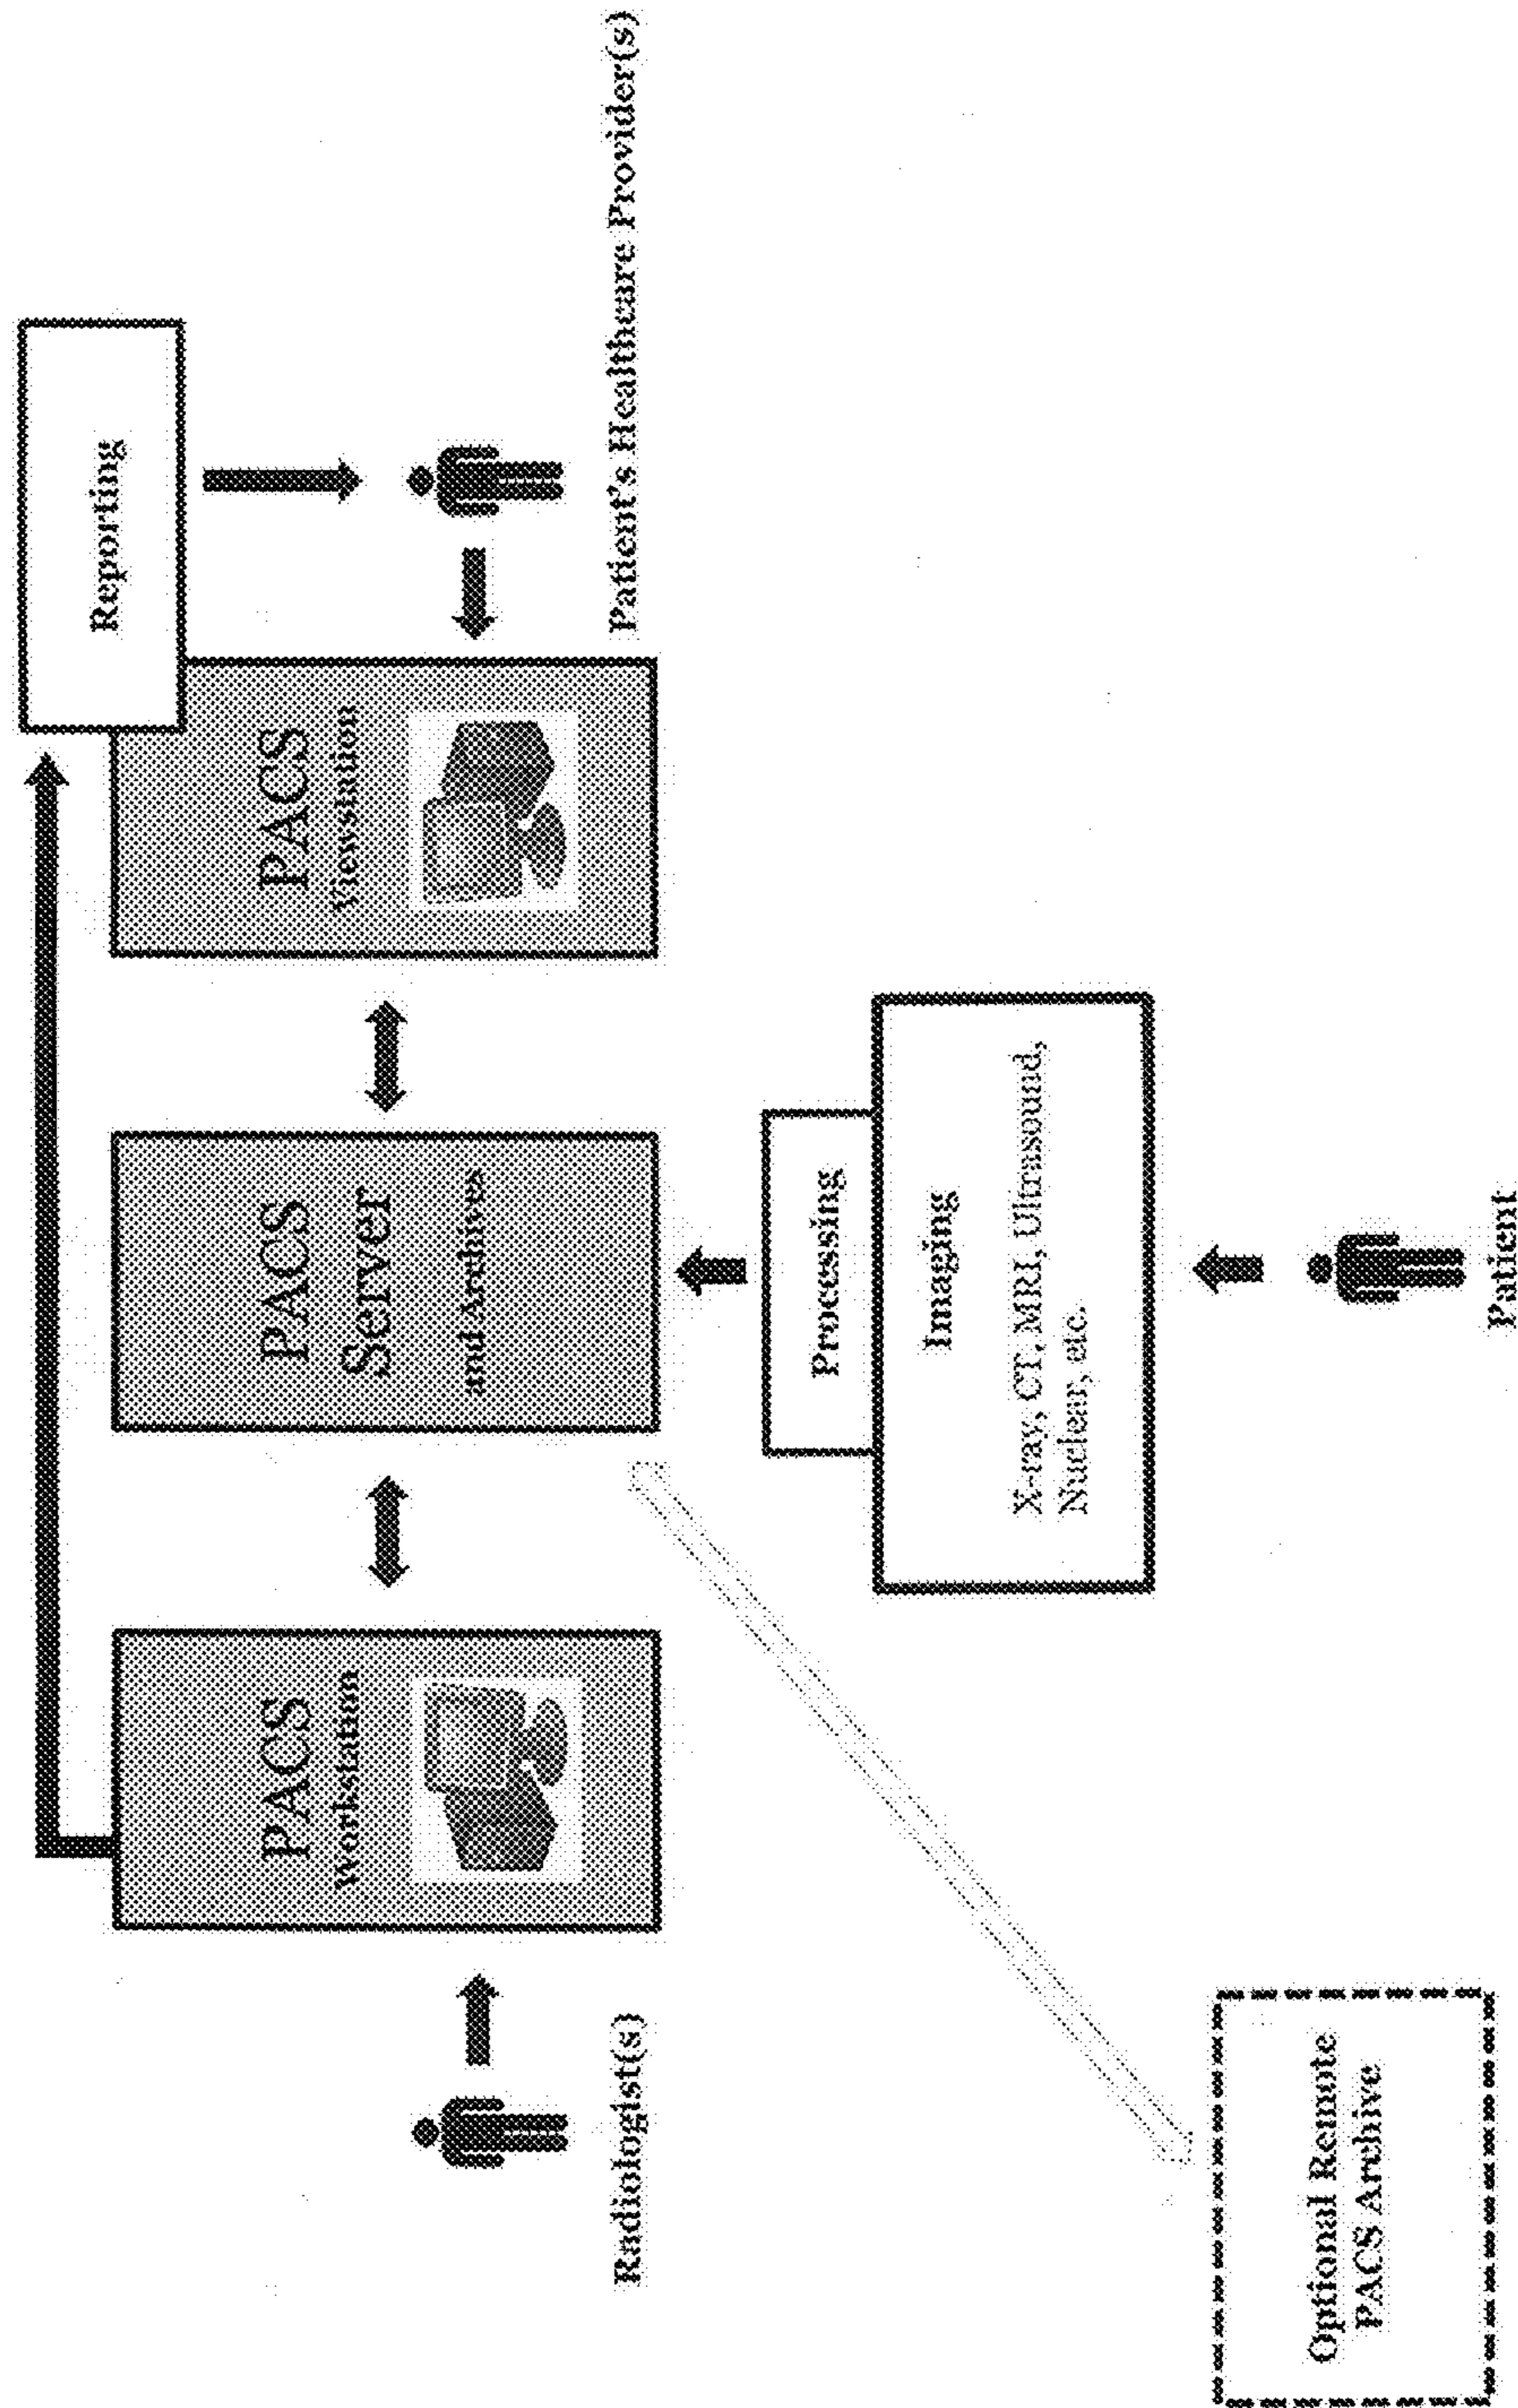 Reporting
PACS
Workstation
PACS
Server
and Archives
PACS
Viewstation
Radiologist(s)
Patient's Healthcare Provider(s)
Processing
Imaging
X-ray, CT, MRI, Ultrasound,
Nuclear, etc.
Optional Remote
PACS Archive
Patient